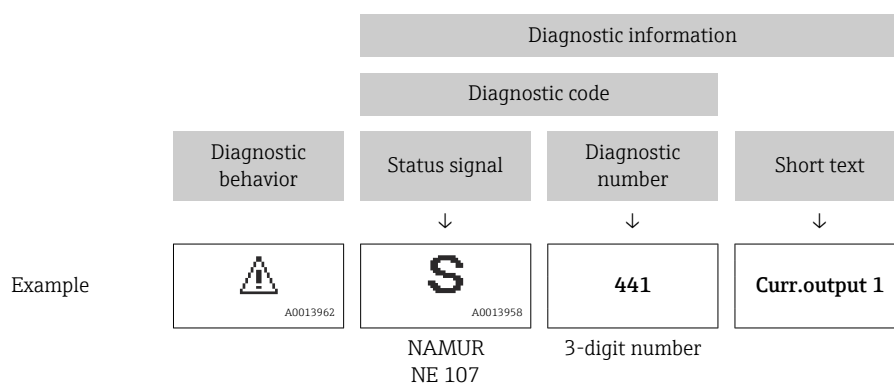 Diagnostic information
Diagnostic code
Diagnostic behavior
Status signal
Diagnostic number
Short text
↓ ↓ ↓
Example
A0013962
S
A0013958
441
Curr.output 1
NAMUR
NE 107
3-digit number